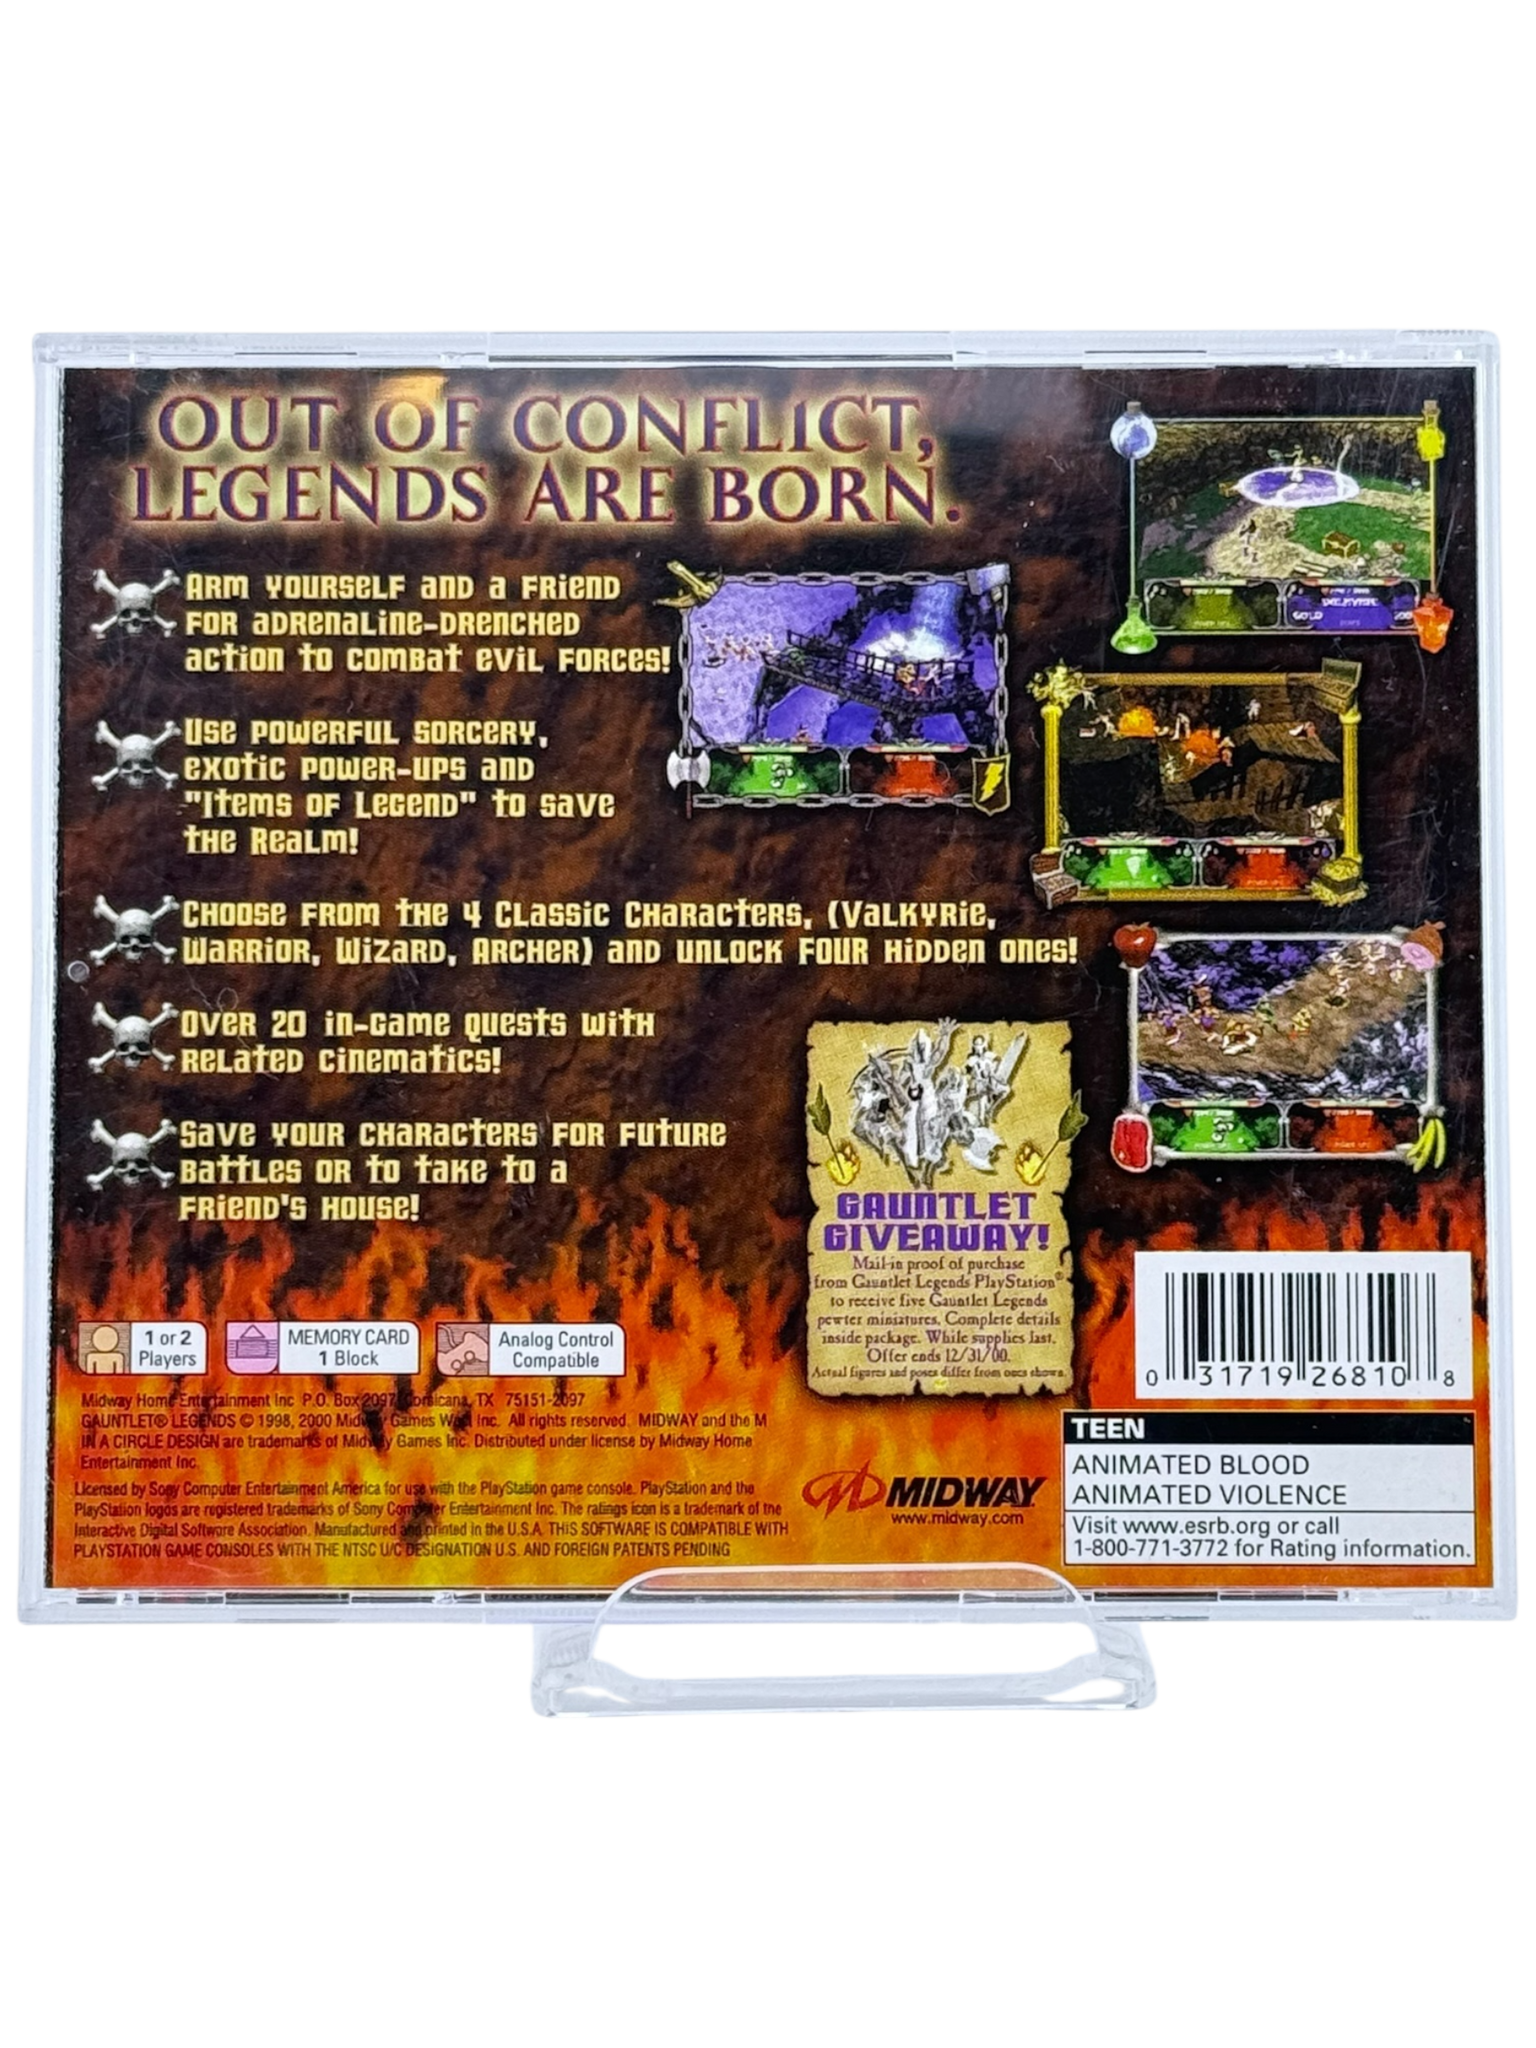 OUT OF CONFLICT,
LEGENDS ARE BORN.
ARM YOURSELF AND A FRIEND
FOR ADRENALINE-DRENCHED
ACTION TO COMBAT EVIL FORCES!
USE POWERFUL SORCERY,
EXOTIC POWER-UPS AND
"ITEMS OF LEGEND" TO SAVE
THE REALM!
CHOOSE FROM THE 4 CLASSIC CHARACTERS, (VALKYRIE,
WARRIOR, WIZARD, ARCHER) AND UNLOCK FOUR HIDDEN ONES!
OVER 20 IN-GAME QUESTS WITH
RELATED CINEMATICS!
SAVE YOUR CHARACTERS FOR FUTURE
BATTLES OR TO TAKE TO A
FRIEND'S HOUSE!
GAUNTLET
GIVEAWAY!
Mail-in proof of purchase
from Gauntlet Legends PlayStation®
to receive five Gauntlet Legends
pewter miniatures. Complete details
inside package. While supplies last.
Offer ends 12/31/00.
Actual figures and poses differ from ones shown.
1 or 2
Players
MEMORY CARD
1 Block
Analog Control
Compatible
Midway Home Entertainment Inc P.O. Box 2097, Corsicana, TX 75151-2097
GAUNTLET® LEGENDS © 1998, 2000 Midway Games West Inc. All rights reserved. MIDWAY and the M
IN A CIRCLE DESIGN are trademarks of Midway Games Inc. Distributed under license by Midway Home
Entertainment Inc.
Licensed by Sony Computer Entertainment America for use with the PlayStation game console. PlayStation and the
PlayStation logos are registered trademarks of Sony Computer Entertainment Inc. The ratings icon is a trademark of the
Interactive Digital Software Association. Manufactured and printed in the U.S.A. THIS SOFTWARE IS COMPATIBLE WITH
PLAYSTATION GAME CONSOLES WITH THE NTSC U/C DESIGNATION U.S. AND FOREIGN PATENTS PENDING
MIDWAY
www.midway.com
0 31719 26810 8
TEEN
ANIMATED BLOOD
ANIMATED VIOLENCE
Visit www.esrb.org or call
1-800-771-3772 for Rating information.